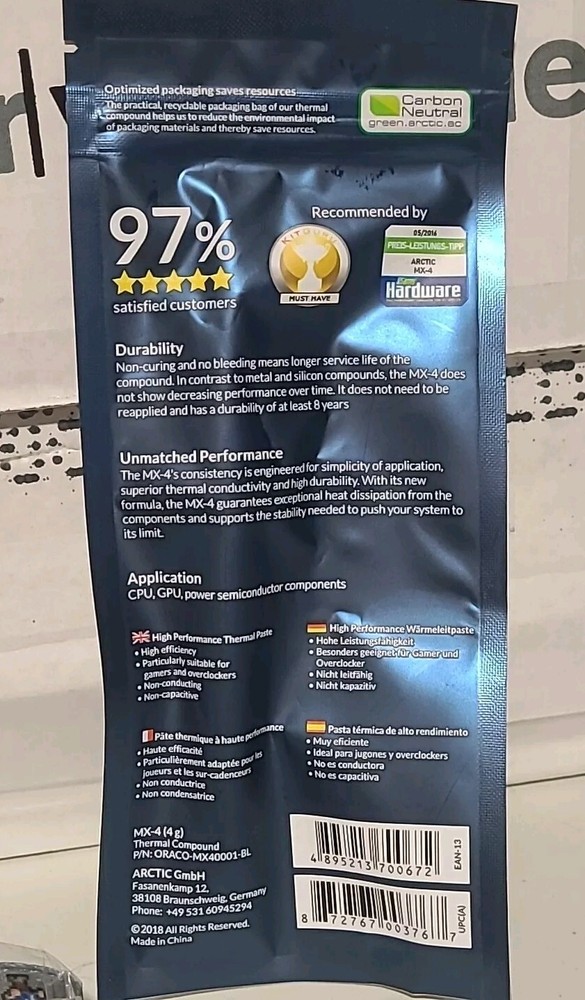 Optimized packaging saves resources
The practical, recyclable packaging bag of our thermal
compound helps us to reduce the environmental impact
of packaging materials and thereby save resources.
Carbon
Neutral
green.arctic.ac
97%
satisfied customers
Recommended by
KITGURU
MUST HAVE
05/2016
PREIS-LEISTUNGS-TIPP
ARCTIC
MX-4
Hardware
Durability
Non-curing and no bleeding means longer service life of the
compound. In contrast to metal and silicon compounds, the MX-4 does
not show decreasing performance over time. It does not need to be
reapplied and has a durability of at least 8 years
Unmatched Performance
The MX-4's consistency is engineered for simplicity of application,
superior thermal conductivity and high durability. With its new
formula, the MX-4 guarantees exceptional heat dissipation from the
components and supports the stability needed to push your system to
its limit.
Application
CPU, GPU, power semiconductor components
High Performance Thermal Paste
• High efficiency
• Particularly suitable for
gamers and overclockers
• Non-conducting
• Non-capacitive
High Performance Wärmeleitpaste
• Hohe Leistungsfähigkeit
• Besonders geeignet für Gamer und
Overclocker
• Nicht leitfähig
• Nicht kapazitiv
Pâte thermique à haute performance
• Haute efficacité
• Particulièrement adaptée pour les
joueurs et les sur-cadenceurs
• Non conductrice
• Non condensatrice
Pasta térmica de alto rendimiento
• Muy eficiente
• Ideal para jugones y overclockers
• No es conductora
• No es capacitiva
MX-4 (4 g)
Thermal Compound
P/N: ORACO-MX40001-BL
ARCTIC GmbH
Fasanenkamp 12,
38108 Braunschweig, Germany
Phone: +49 531 60945294
©2018 All Rights Reserved.
Made in China
4 895213 700672
EAN-13
8 72767 00376 7
UPC(A)